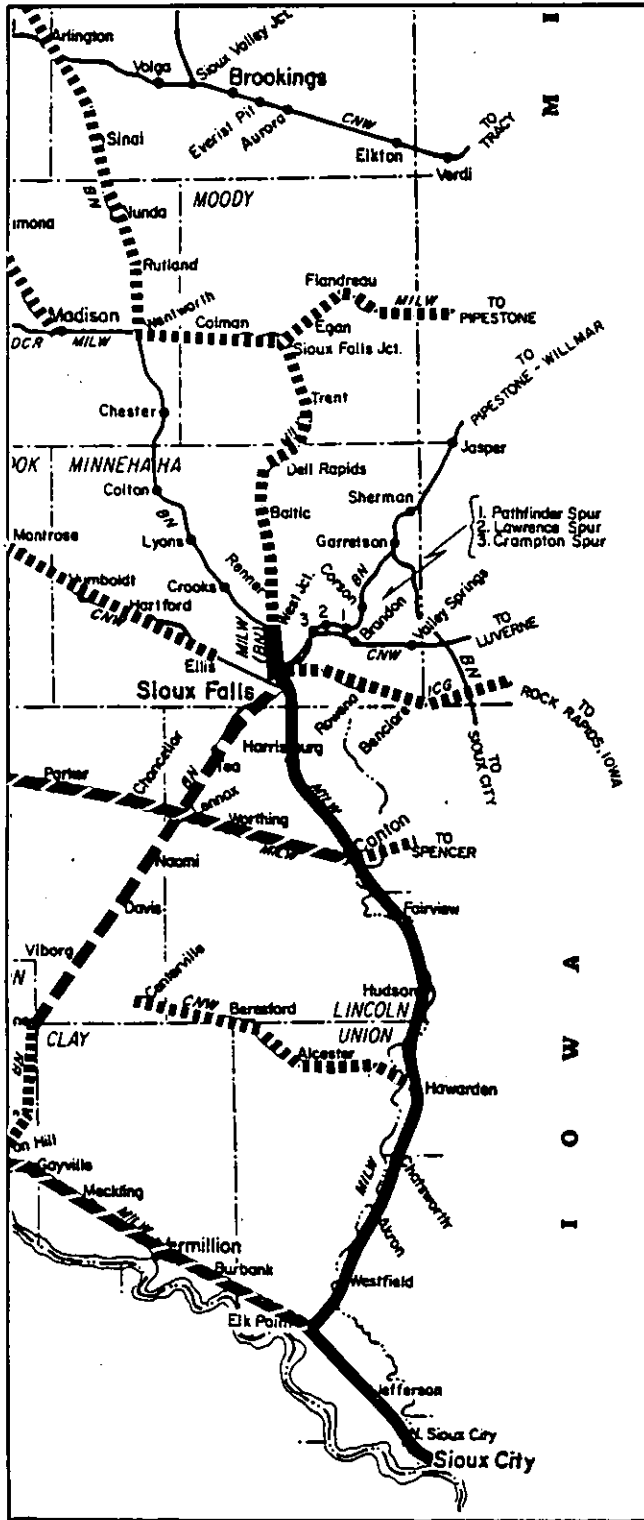 Arlington
Volga
Sioux Valley Jct.
Brookings
Everist Pit
Aurora
CNW
Elkton
Verdi
TO
TRACY
M
I
Sinai
BN
MOODY
Nunda
Rutland
Madison
Wentworth
Colman
Flandreau
MILW
TO
PIPESTONE
Egan
Sioux Falls Jct.
DCR
MILW
Trent
TO
PIPESTONE - WILLMAR
Chester
MINNEHAHA
Dell Rapids
Jasper
Colton
Baltic
Sherman
1. Pathfinder Spur
2. Lawrence Spur
3. Crampton Spur
BN
Lyons
Garretson
Montrose
Renner
Crooks
West Jct.
Corson
BN
Humboldt
Hartford
CNW
Ellis
MILW
(BN)
3
2
1
Brandon
Valley Springs
CNW
TO
LUVERNE
Sioux Falls
Rowena
Benclare
ICG
BN
TO
ROCK RAPIDS, IOWA
TO
SIOUX CITY
Harrisburg
MILW
Chancellor
Tea
BN
Parker
Lennox
Worthing
MILW
Canton
TO
SPENCER
Naomi
Davis
Fairview
Viborg
Centerville
CNW
Beresford
Hudson
LINCOLN
UNION
CLAY
Alcester
Hawarden
BN
Gayville
Meckling
MILW
Vermillion
Burbank
MILW
Chatsworth
Akron
Westfield
Elk Point
Jefferson
N. Sioux City
Sioux City
A
W
O
I